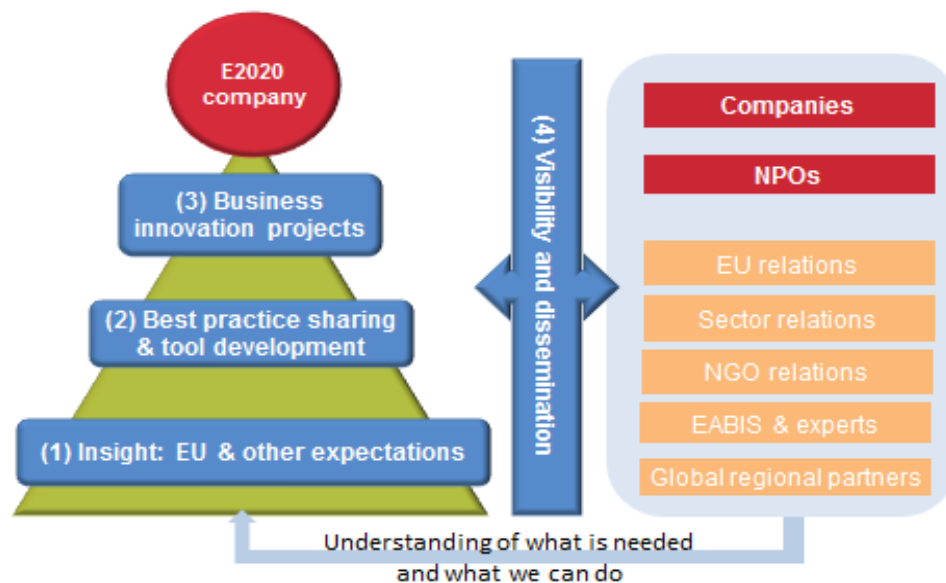 E2020
company
(3) Business
innovation projects
(2) Best practice sharing
& tool development
(1) Insight: EU & other expectations
(4) Visibility and dissemination
Companies
NPOs
EU relations
Sector relations
NGO relations
EABIS & experts
Global regional partners
Understanding of what is needed
and what we can do